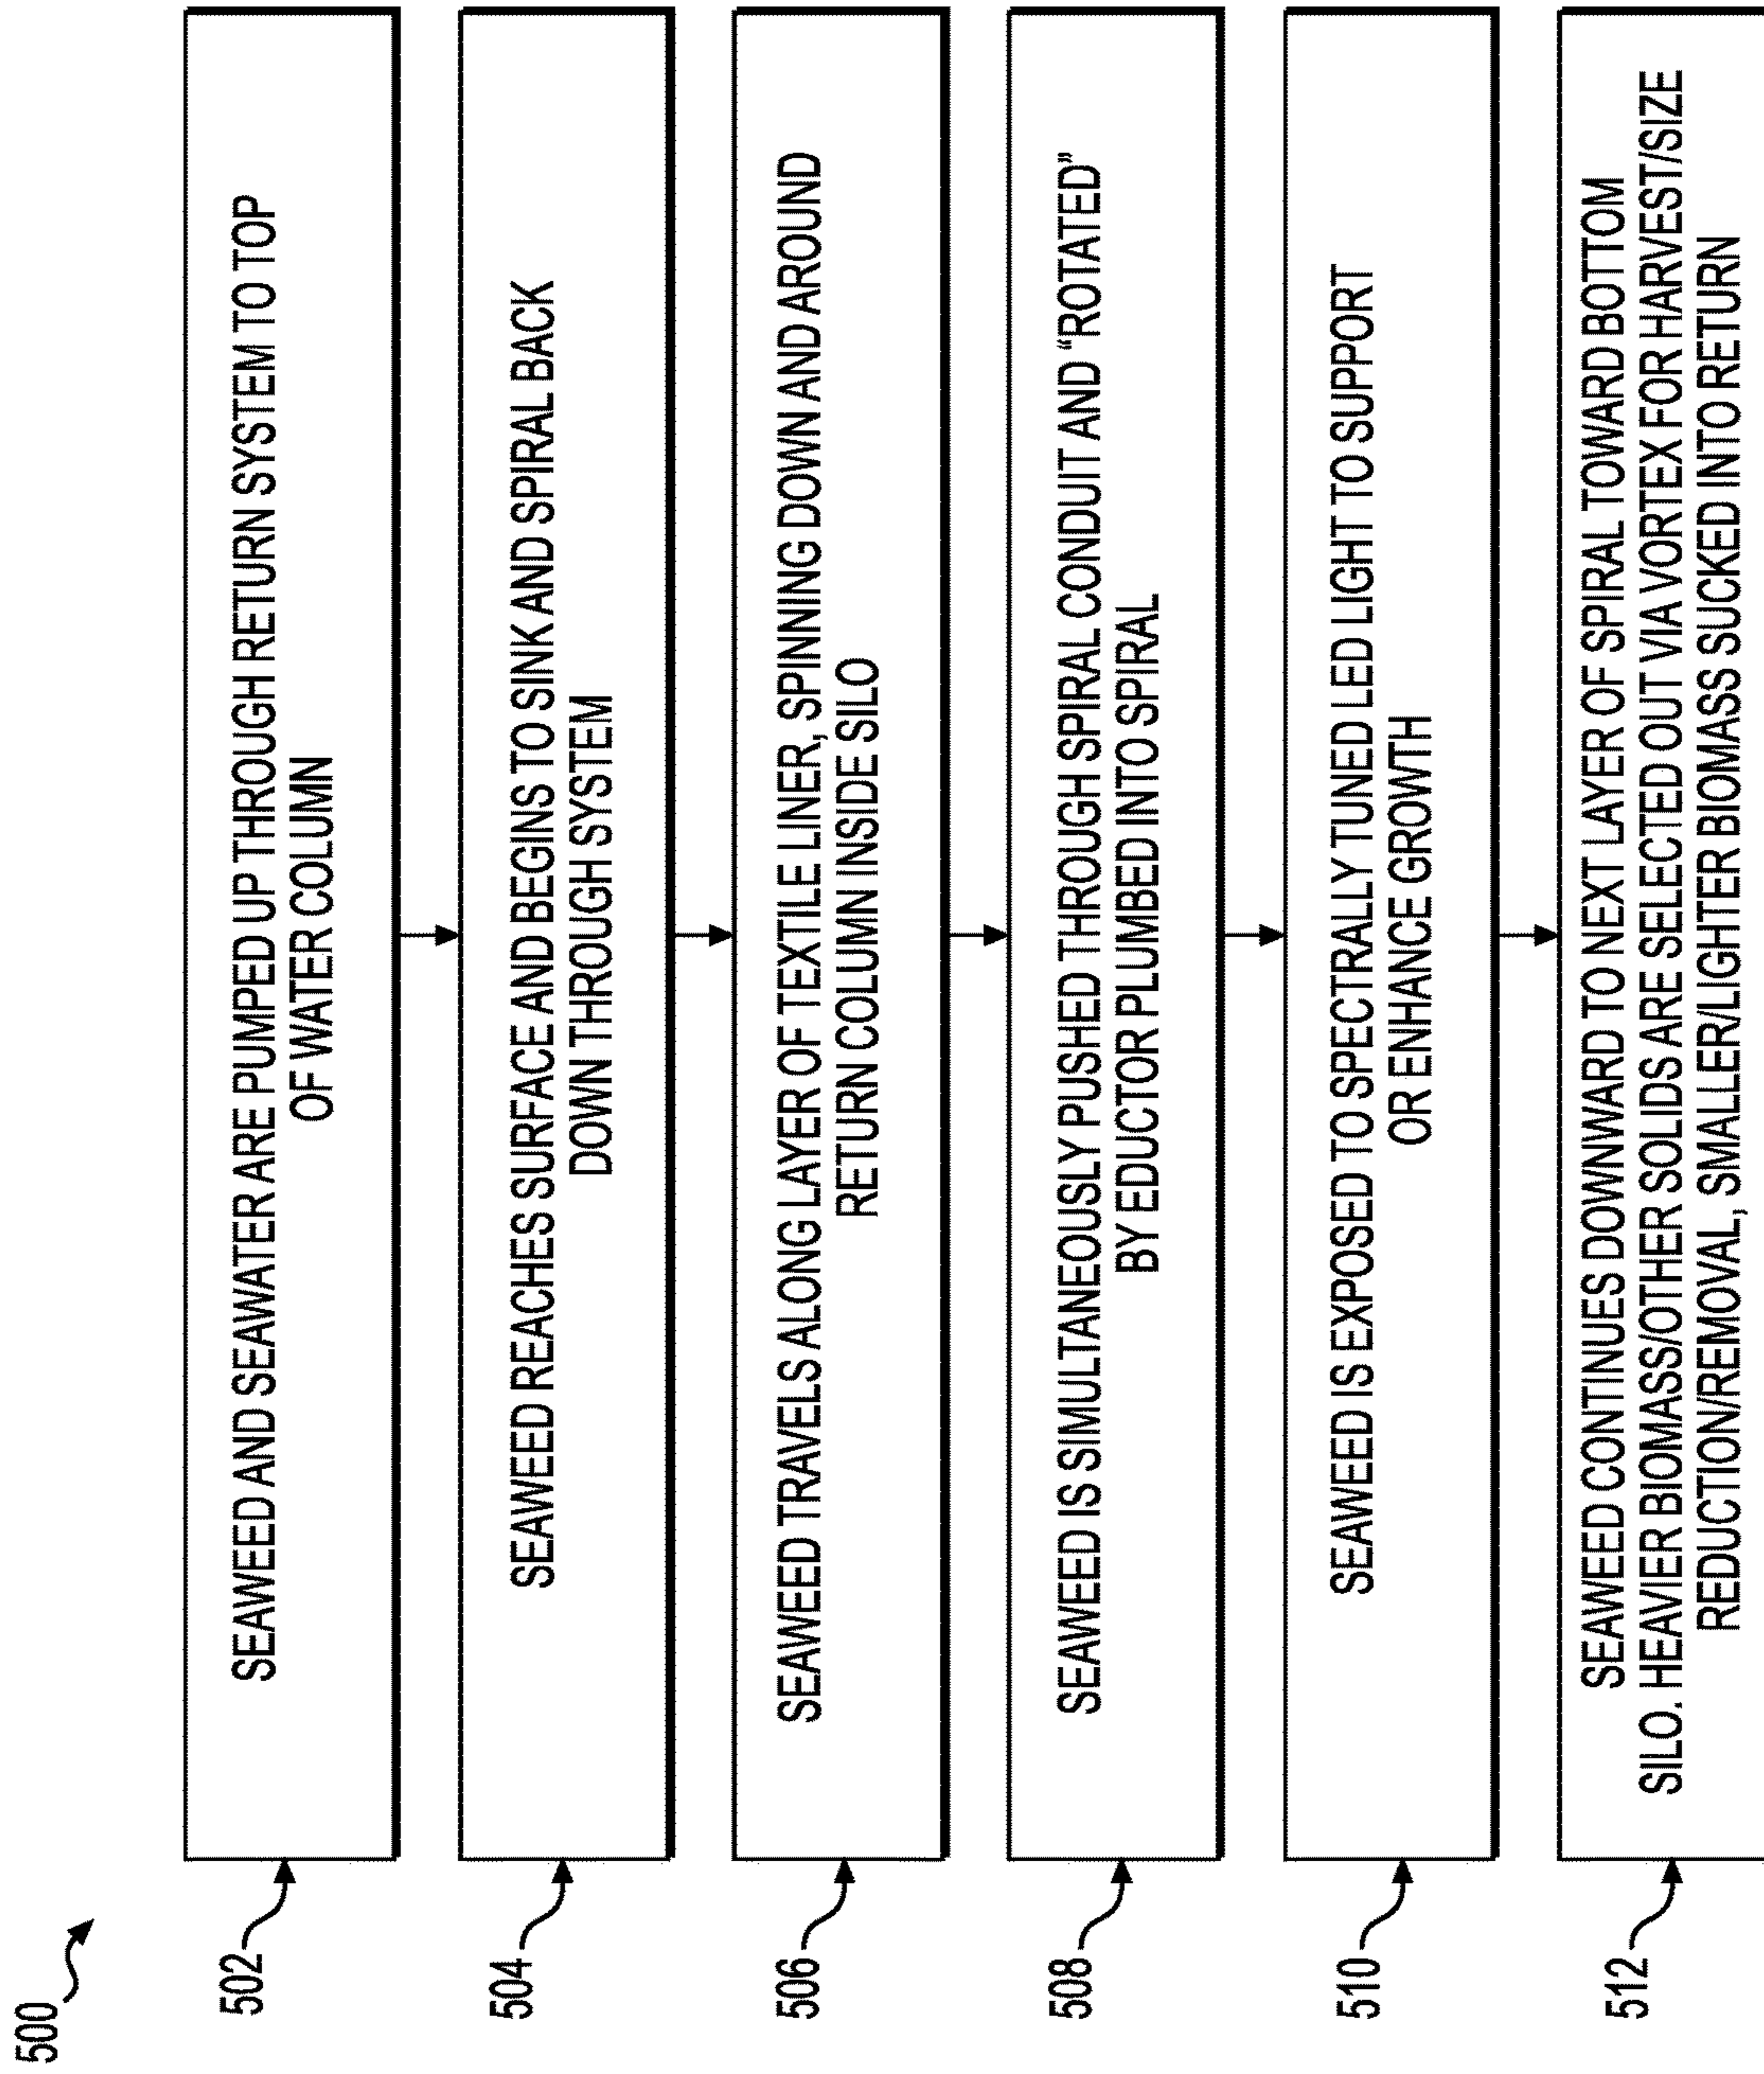 500
502
SEAWEED AND SEAWATER ARE PUMPED UP THROUGH RETURN SYSTEM TO TOP
OF WATER COLUMN
504
SEAWEED REACHES SURFACE AND BEGINS TO SINK AND SPIRAL BACK
DOWN THROUGH SYSTEM
506
SEAWEED TRAVELS ALONG LAYER OF TEXTILE LINER, SPINNING DOWN AND AROUND
RETURN COLUMN INSIDE SILO
508
SEAWEED IS SIMULTANEOUSLY PUSHED THROUGH SPIRAL CONDUIT AND “ROTATED”
BY EDUCTOR PLUMBED INTO SPIRAL
510
SEAWEED IS EXPOSED TO SPECTRALLY TUNED LED LIGHT TO SUPPORT
OR ENHANCE GROWTH
512
SEAWEED CONTINUES DOWNWARD TO NEXT LAYER OF SPIRAL TOWARD BOTTOM
SILO. HEAVIER BIOMASS/OTHER SOLIDS ARE SELECTED OUT VIA VORTEX FOR HARVEST/SIZE
REDUCTION/REMOVAL, SMALLER/LIGHTER BIOMASS SUCKED INTO RETURN